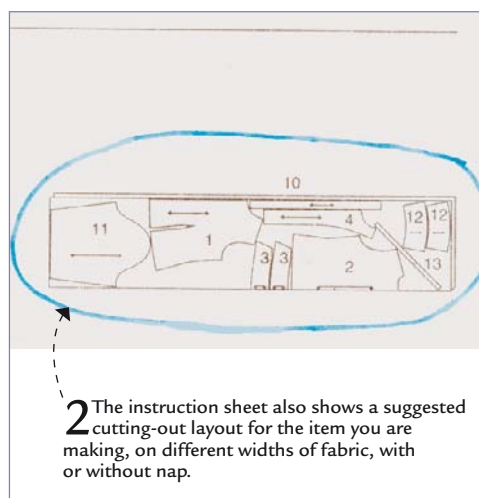 10
11
1
4
12
12
3
3
2
13
2 The instruction sheet also shows a suggested
cutting-out layout for the item you are
making, on different widths of fabric, with
or without nap.